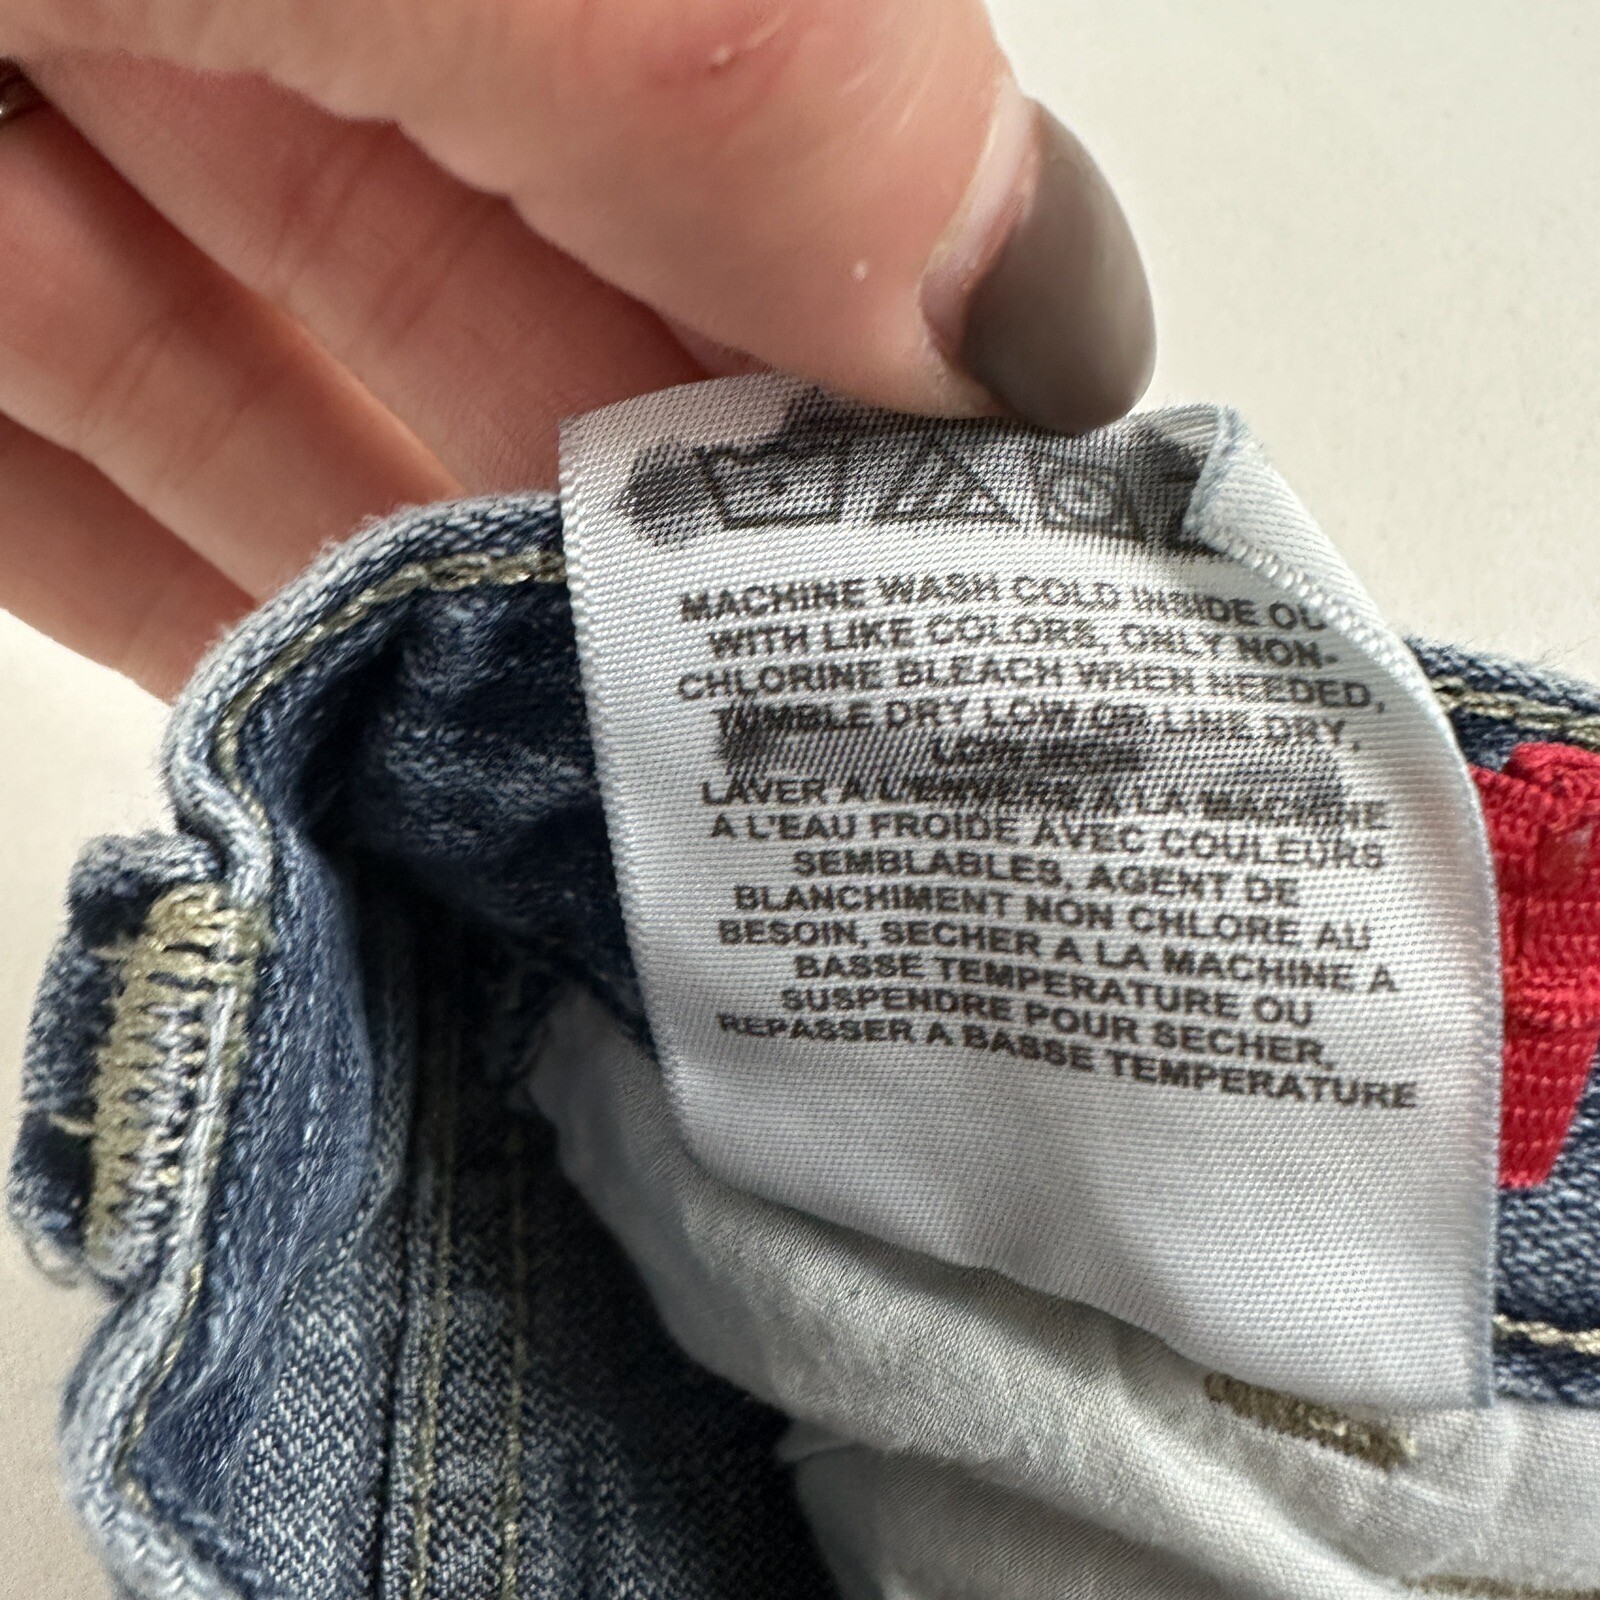 MACHINE WASH COLD INSIDE OU
WITH LIKE COLORS, ONLY NON-
CHLORINE BLEACH WHEN NEEDED,
TUMBLE DRY LOW OR LINE DRY,
LAVER A L'ENVERS A LA MACHINE
A L'EAU FROIDE AVEC COULEURS
SEMBLABLES, AGENT DE
BLANCHIMENT NON CHLORE AU
BESOIN, SECHER A LA MACHINE A
BASSE TEMPERATURE OU
SUSPENDRE POUR SECHER,
REPASSER A BASSE TEMPERATURE